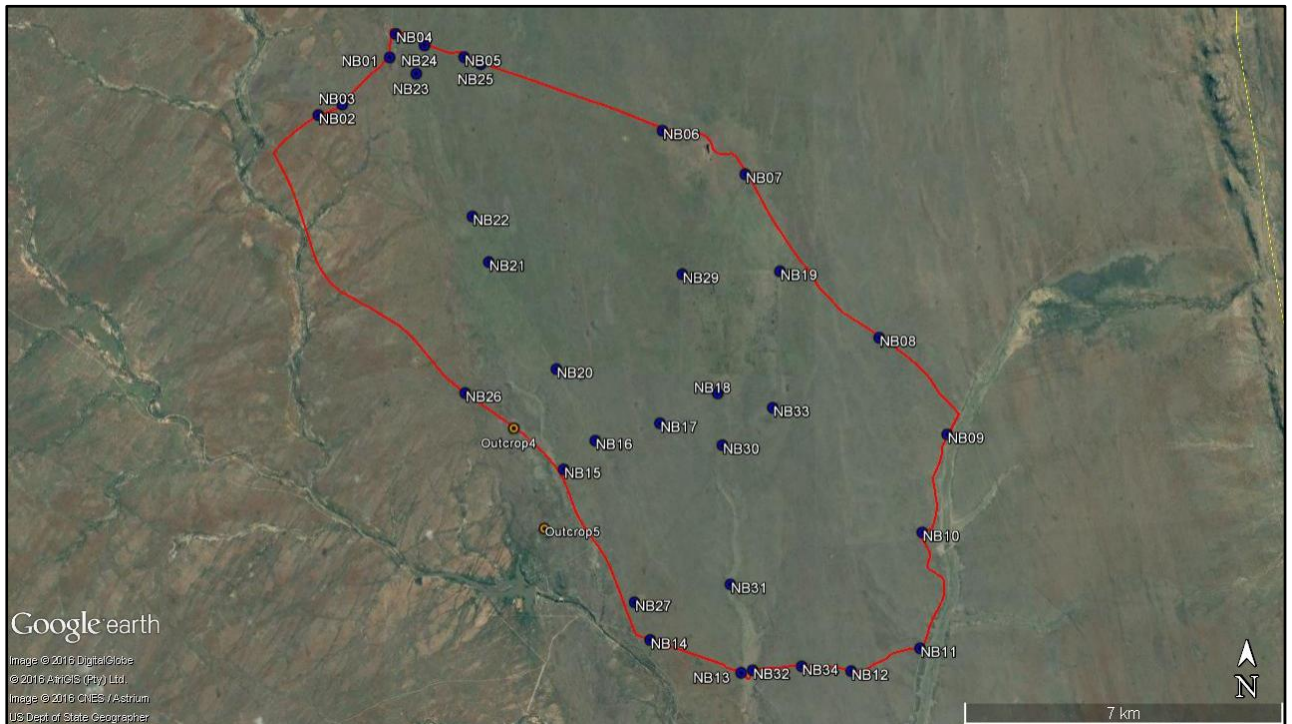 NB04
NB01
NB24
NB05
NB23
NB25
NB03
NB02
NB06
NB07
NB22
NB21
NB29
NB19
NB08
NB20
NB18
NB26
NB33
NB17
Outcrop4
NB16
NB30
NB09
NB15
Outcrop5
NB10
NB31
NB27
NB14
NB11
NB13
NB32
NB34
NB12
Google earth
Image © 2016 DigitalGlobe
© 2016 AfriGIS (Pty) Ltd.
Image © 2016 CNES / Astrium
US Dept of State Geographer
N
7 km